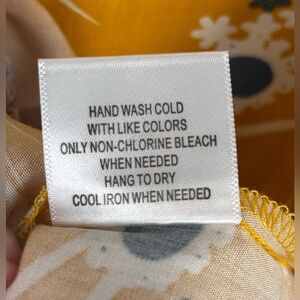 HAND WASH COLD
WITH LIKE COLORS
ONLY NON-CHLORINE BLEACH
WHEN NEEDED
HANG TO DRY
COOL IRON WHEN NEEDED